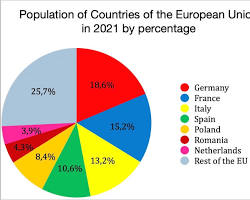 Population of Countries of the European Unio
in 2021 by percentage
18,6%
15,2%
13,2%
10,6%
8,4%
4,3%
3,9%
25,7%
Germany
France
Italy
Spain
Poland
Romania
Netherlands
Rest of the EU